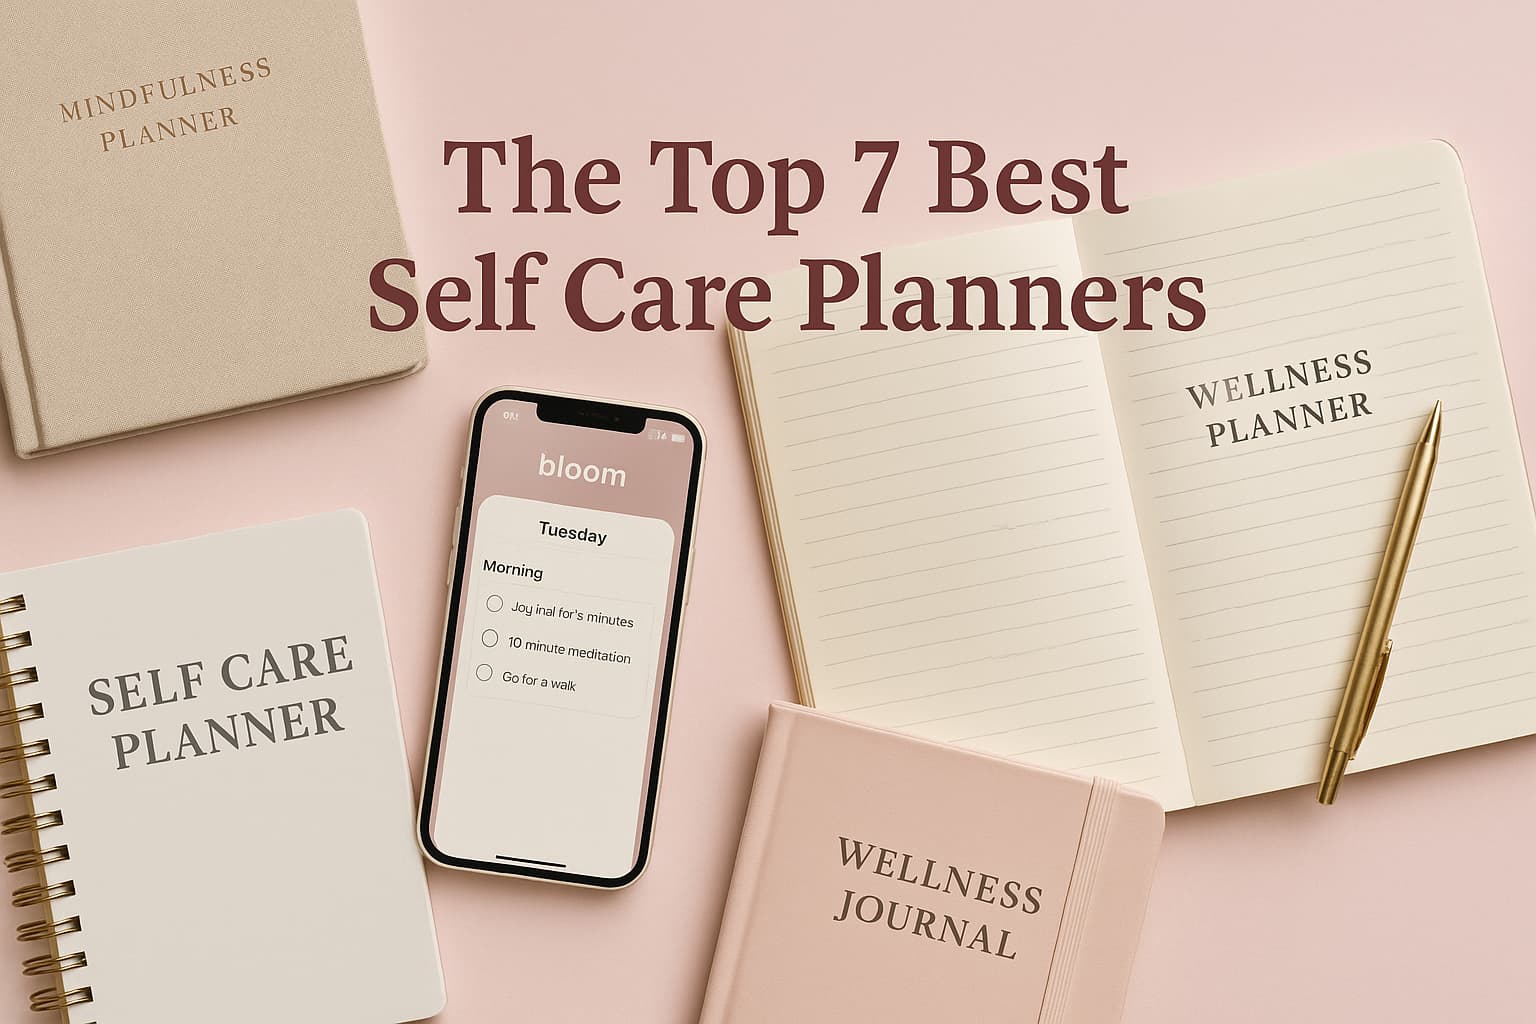 MINDFULNESS
PLANNER
The Top 7 Best
Self Care Planners
WELLNESS
PLANNER
bloom
Tuesday
Morning
Joy inal for's minutes
10 minute meditation
Go for a walk
SELF CARE
PLANNER
WELLNESS
JOURNAL